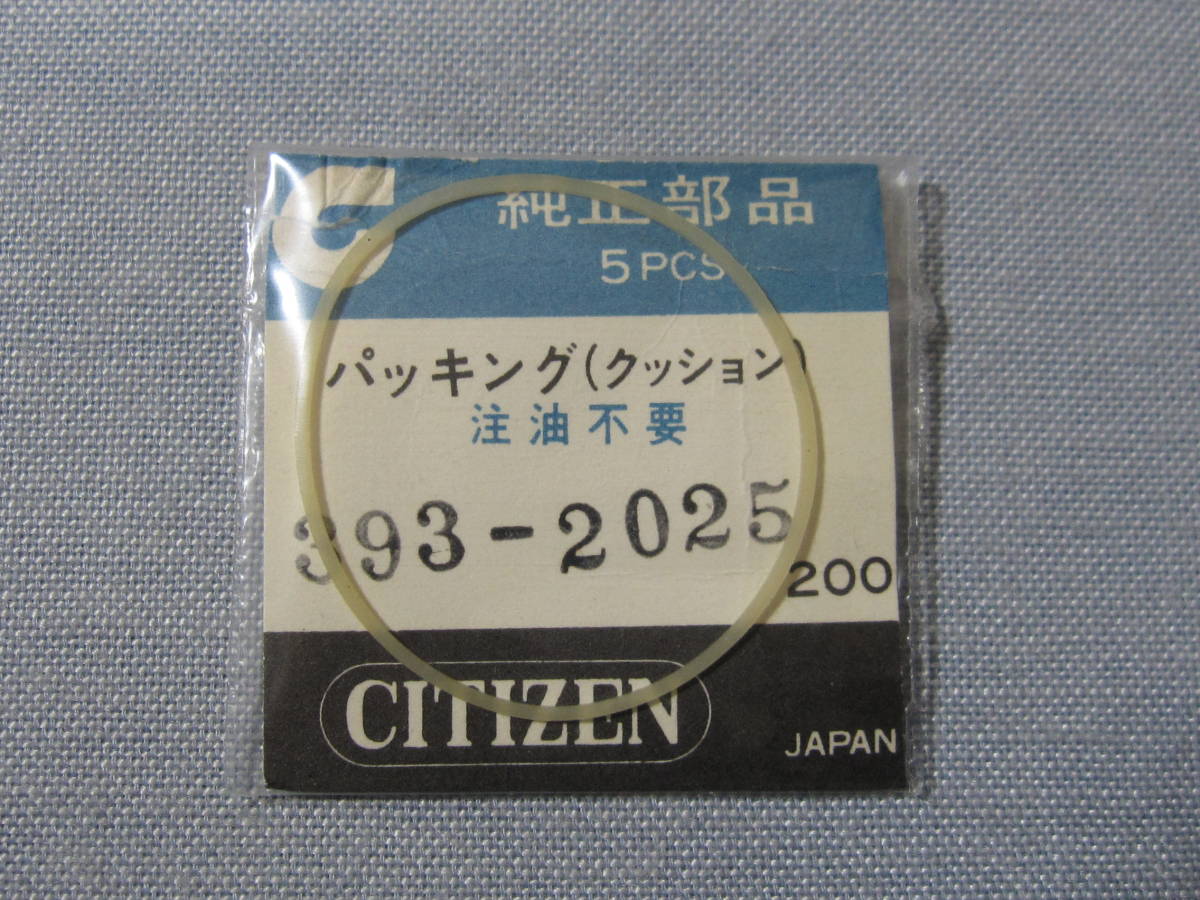 純正部品
5 PCS
パッキング(クッション)
注油不要
393-2025
200
CITIZEN
JAPAN